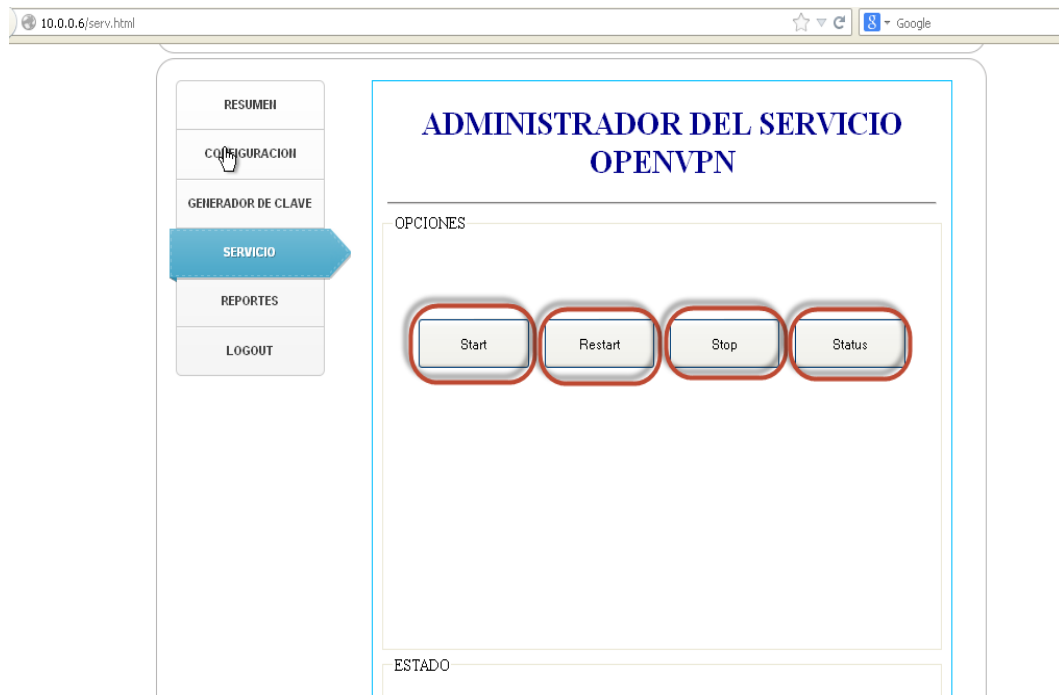 10.0.0.6/serv.html
Google
RESUMEN
CONFIGURACION
GENERADOR DE CLAVE
SERVICIO
REPORTES
LOGOUT
ADMINISTRADOR DEL SERVICIO
OPENVPN
OPCIONES
Start Restart Stop Status
ESTADO